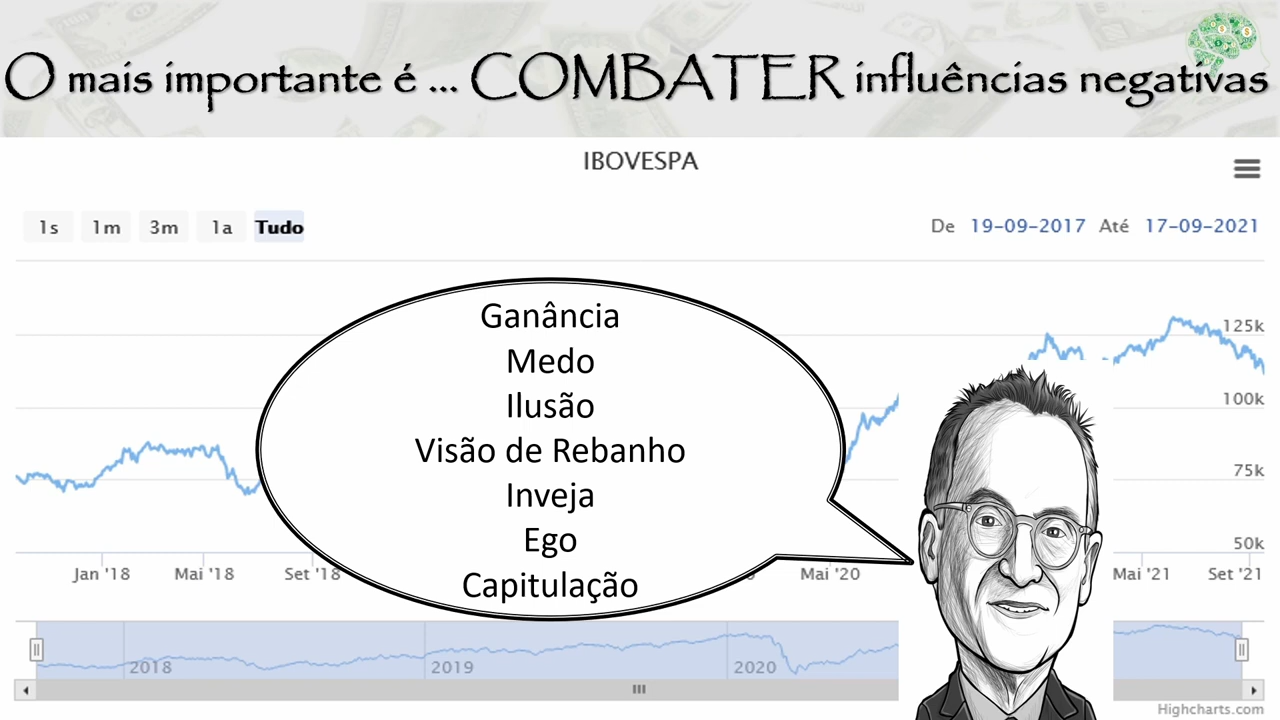 O mais importante é ... COMBATER influências negativas
IBOVESPA
1s 1m 3m 1a Tudo
De 19-09-2017 Até 17-09-2021
Ganância
Medo
Ilusão
Visão de Rebanho
Inveja
Ego
Capitulação
125k
100k
75k
50k
Jan '18 Mai '18 Set '18 Mai '20 Mai '21 Set '21
2018 2019 2020
Highcharts.com